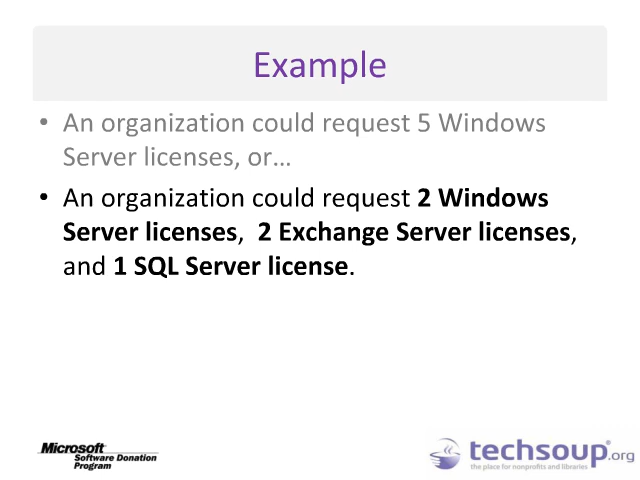 Example
• An organization could request 5 Windows
Server licenses, or…
• An organization could request 2 Windows
Server licenses,  2 Exchange Server licenses,
and 1 SQL Server license.
Microsoft
Software Donation
Program
techsoup®.org
the place for nonprofits and libraries